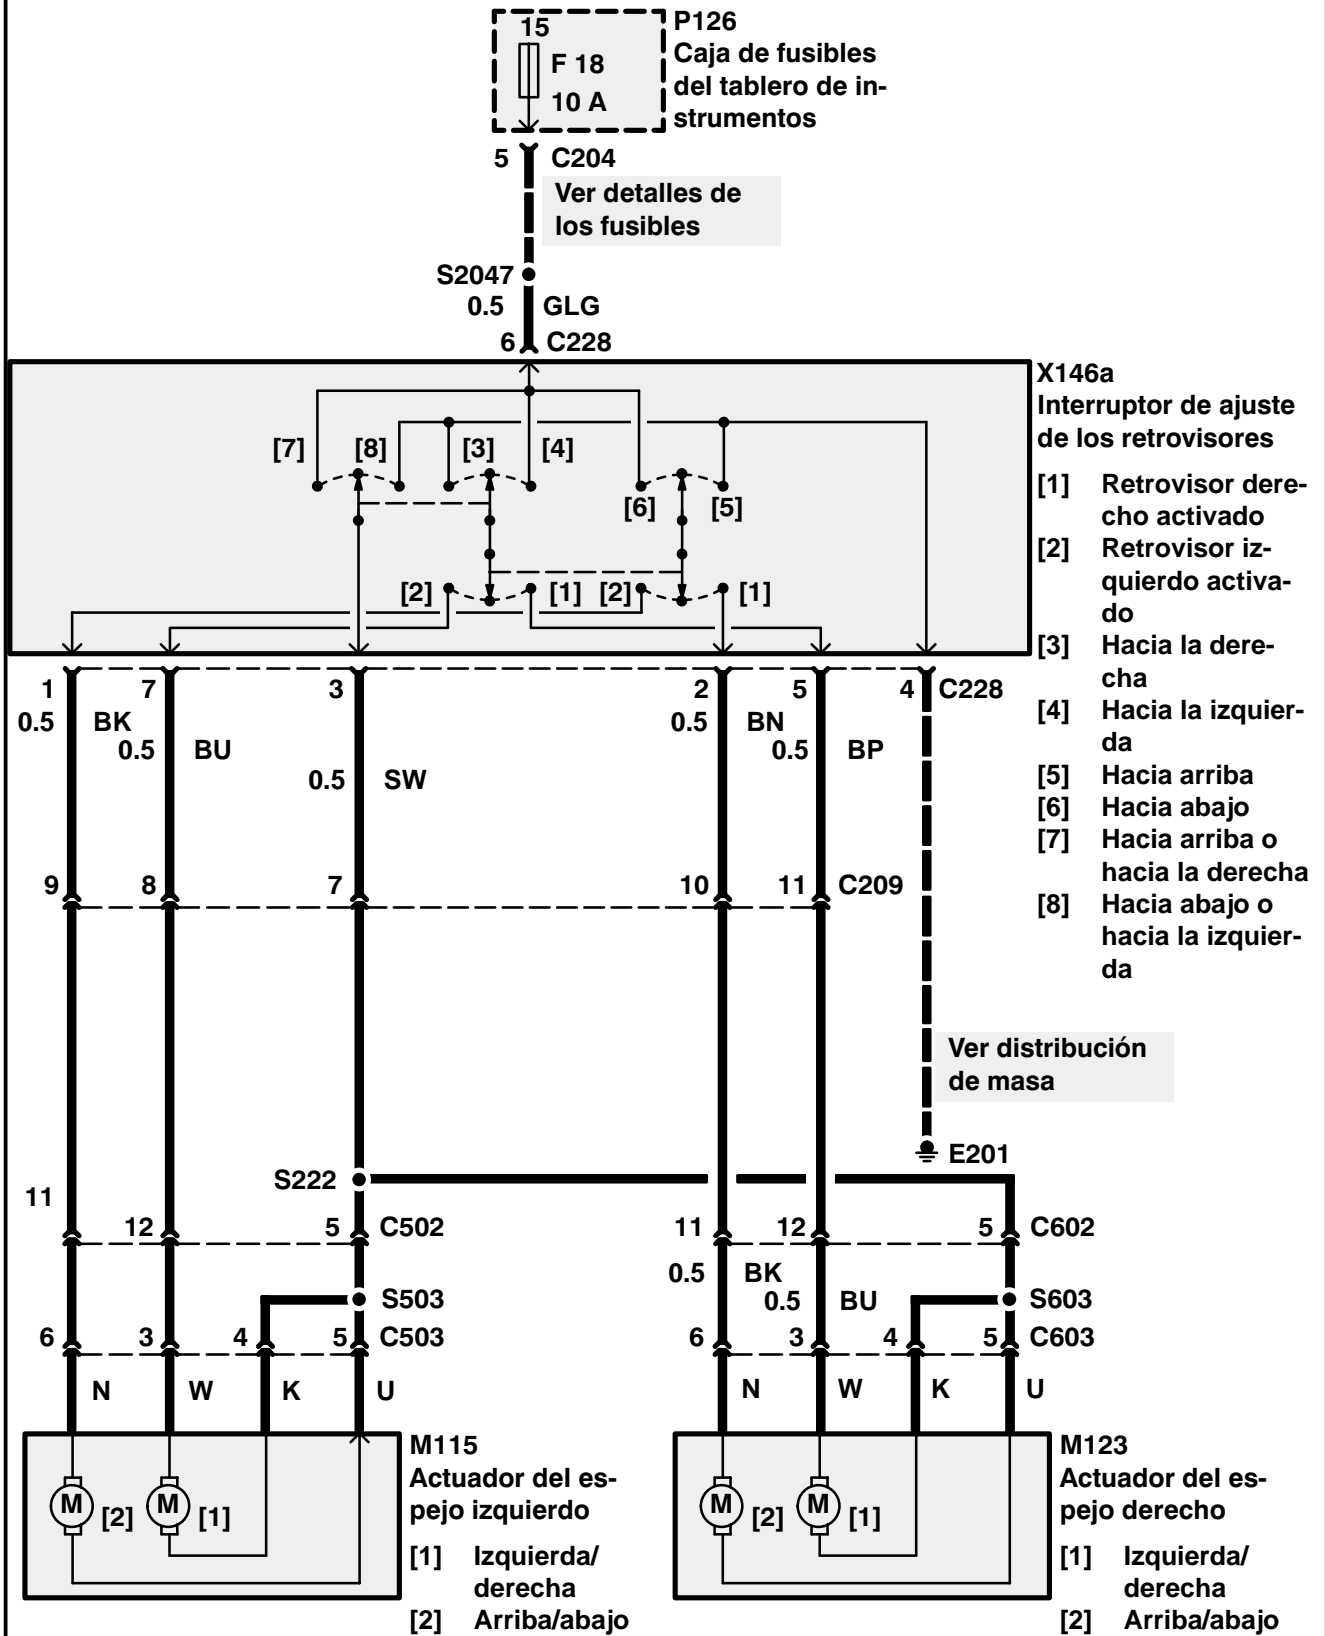 15
F 18
10 A
P126
Caja de fusibles
del tablero de in-
strumentos
5
C204
Ver detalles de
los fusibles
S2047
0.5
GLG
6
C228
X146a
Interruptor de ajuste
de los retrovisores
[1] Retrovisor dere-
cho activado
[2] Retrovisor iz-
quierdo activa-
do
[3] Hacia la dere-
cha
[4] Hacia la izquier-
da
[5] Hacia arriba
[6] Hacia abajo
[7] Hacia arriba o
hacia la derecha
[8] Hacia abajo o
hacia la izquier-
da
[7] [8] [3] [4]
[6] [5]
[2] [1] [2] [1]
1 7 3 2 5 4 C228
0.5 BK 0.5 BN
0.5 BU 0.5 BP
0.5 SW
9 8 7 10 11 C209
Ver distribución
de masa
E201
S222
11
12 5 C502 11 12 5 C602
0.5 BK
S503 0.5 BU S603
6 3 4 5 C503 6 3 4 5 C603
N W K U N W K U
M [2] M [1]
M115
Actuador del es-
pejo izquierdo
[1] Izquierda/
derecha
[2] Arriba/abajo
M [2] M [1]
M123
Actuador del es-
pejo derecho
[1] Izquierda/
derecha
[2] Arriba/abajo